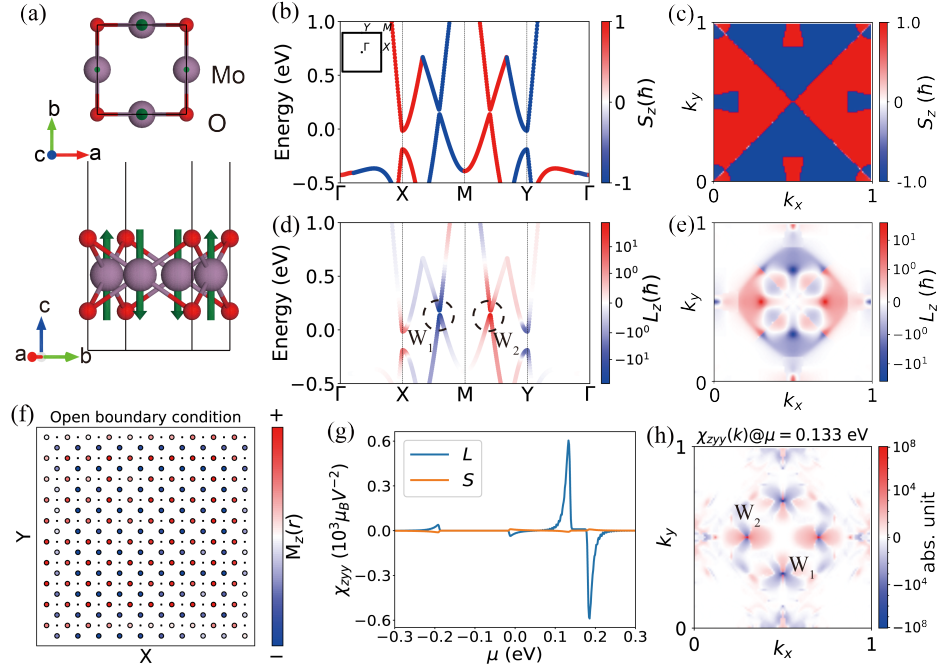 (a)
Mo
O
b
c
a
c
a
b
(b)
Energy (eV)
1.0
0.5
0.0
−0.5
Y
M
Γ
X
Γ
X
M
Y
Γ
1
0
-1
S_z(ħ)
(c)
1
0
k_y
0
1
k_x
1.0
0
-1.0
S_z (ħ)
(d)
Energy (eV)
1.0
0.5
0.0
−0.5
W_1
W_2
Γ
X
M
Y
Γ
10^1
10^0
0
−10^0
−10^1
L_z(ħ)
(e)
1
0
k_y
0
1
k_x
10^1
10^0
0
−10^0
−10^1
L_z (ħ)
(f)
Open boundary condition
Y
X
+
−
M_z(r)
(g)
χ_zyy (10^3 μ_B V^−2)
0.6
0.3
0.0
−0.3
−0.6
L
S
−0.3
−0.2
0.0
0.2
0.3
μ (eV)
(h)
χ_zyy(k)@μ = 0.133 eV
1
0
k_y
W_2
W_1
0
1
k_x
10^8
10^4
0
−10^4
−10^8
abs. unit